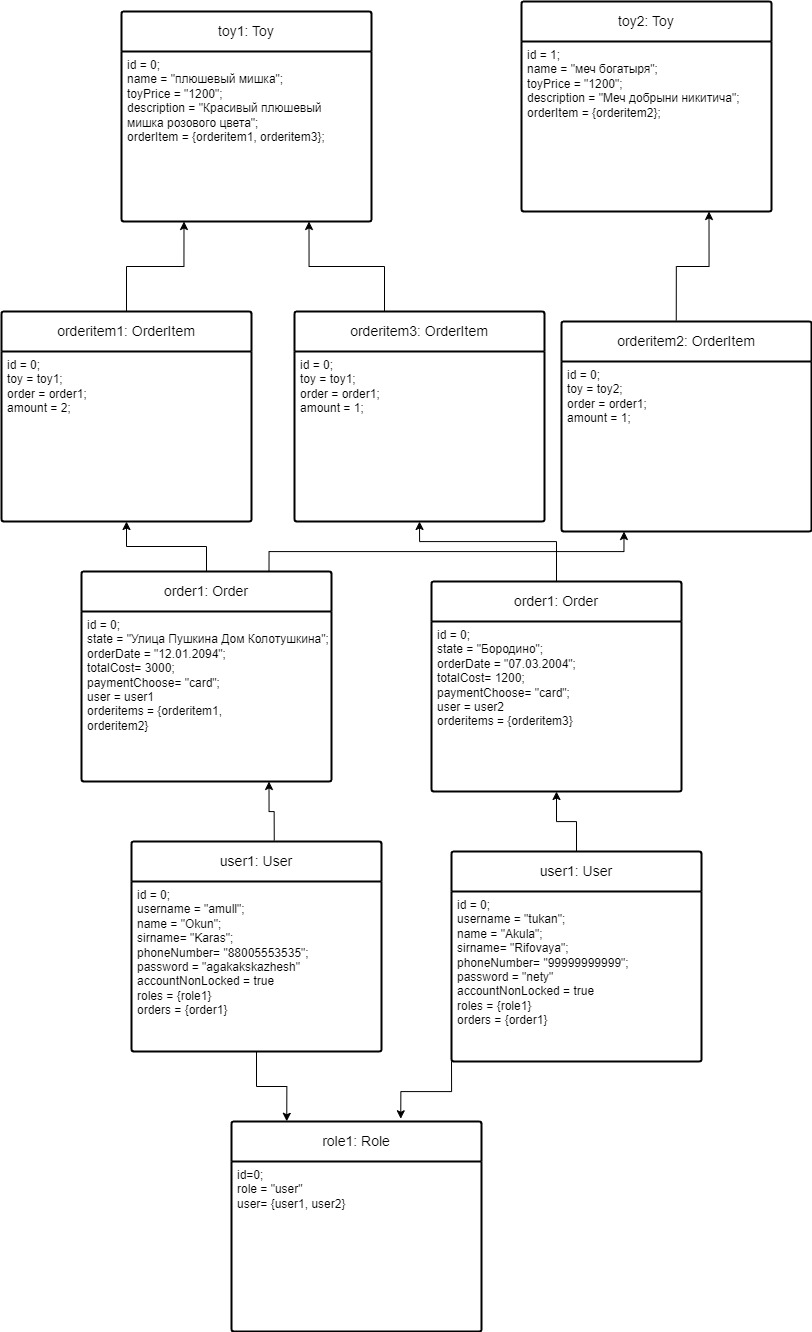 toy1: Toy
id = 0;
name = "плюшевый мишка";
toyPrice = "1200";
description = "Красивый плюшевый
мишка розового цвета";
orderItem = {orderitem1, orderitem3};
toy2: Toy
id = 1;
name = "меч богатыря";
toyPrice = "1200";
description = "Меч добрыни никитича";
orderItem = {orderitem2};
orderitem1: OrderItem
id = 0;
toy = toy1;
order = order1;
amount = 2;
orderitem3: OrderItem
id = 0;
toy = toy1;
order = order1;
amount = 1;
orderitem2: OrderItem
id = 0;
toy = toy2;
order = order1;
amount = 1;
order1: Order
id = 0;
state = "Улица Пушкина Дом Колотушкина";
orderDate = "12.01.2094";
totalCost= 3000;
paymentChoose= "card";
user = user1
orderitems = {orderitem1,
orderitem2}
order1: Order
id = 0;
state = "Бородино";
orderDate = "07.03.2004";
totalCost= 1200;
paymentChoose= "card";
user = user2
orderitems = {orderitem3}
user1: User
id = 0;
username = "amull";
name = "Okun";
sirname= "Karas";
phoneNumber= "88005553535";
password = "agakakskazhesh"
accountNonLocked = true
roles = {role1}
orders = {order1}
user1: User
id = 0;
username = "tukan";
name = "Akula";
sirname= "Rifovaya";
phoneNumber= "99999999999";
password = "nety"
accountNonLocked = true
roles = {role1}
orders = {order1}
role1: Role
id=0;
role = "user"
user= {user1, user2}